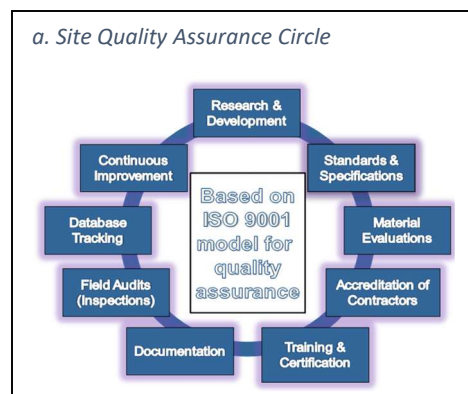 a. Site Quality Assurance Circle
Research &
Development
Standards &
Specifications
Material
Evaluations
Accreditation of
Contractors
Training &
Certification
Documentation
Field Audits
(Inspections)
Database
Tracking
Continuous
Improvement
Based on
ISO 9001
model for
quality
assurance